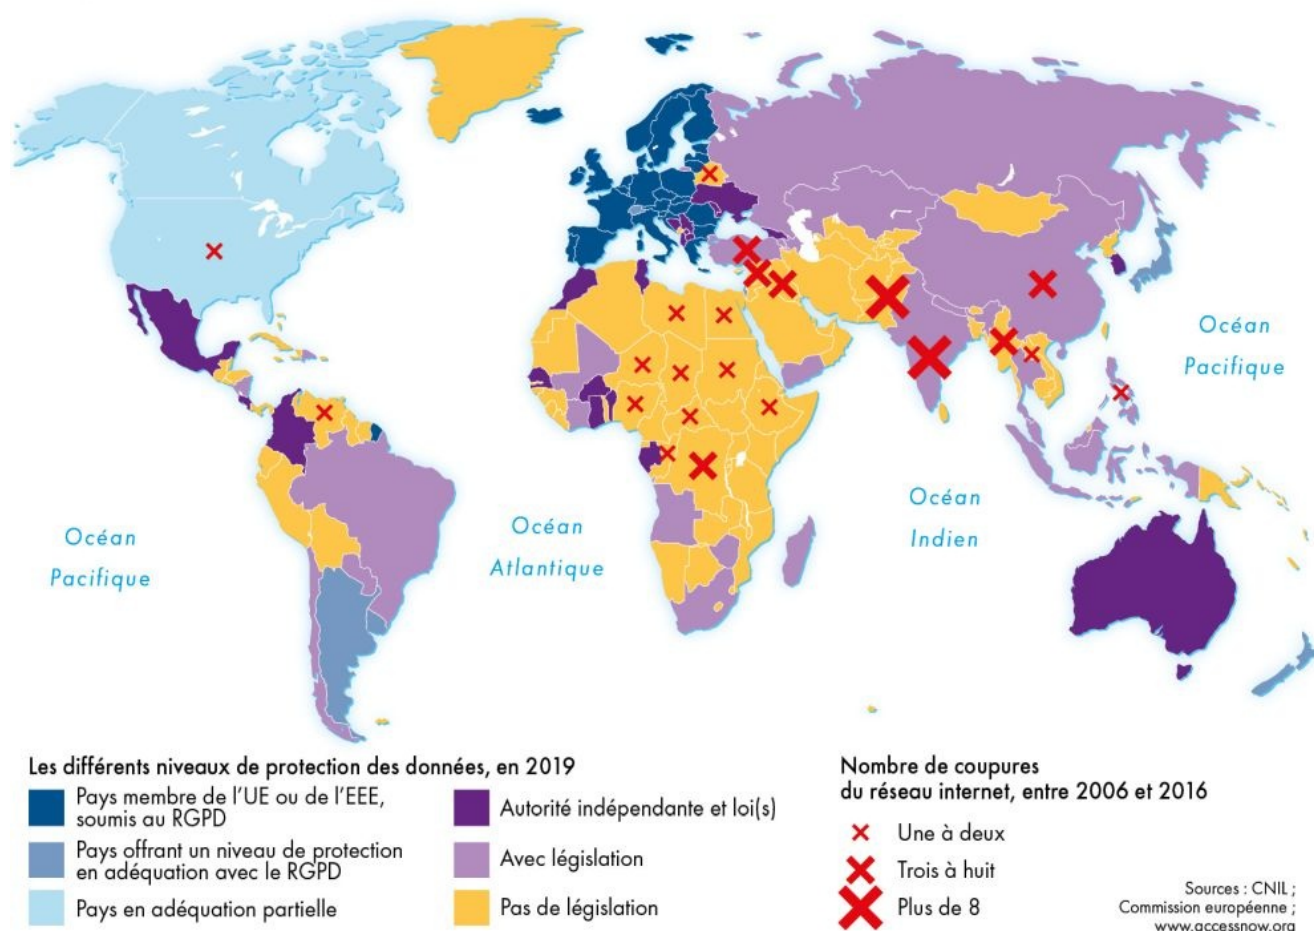 Océan
Pacifique
Océan
Pacifique
Océan
Atlantique
Océan
Indien
Les différents niveaux de protection des données, en 2019
Pays membre de l'UE ou de l'EEE,
soumis au RGPD
Pays offrant un niveau de protection
en adéquation avec le RGPD
Pays en adéquation partielle
Autorité indépendante et loi(s)
Avec législation
Pas de législation
Nombre de coupures
du réseau internet, entre 2006 et 2016
Une à deux
Trois à huit
Plus de 8
Sources : CNIL ;
Commission européenne ;
www.accessnow.org